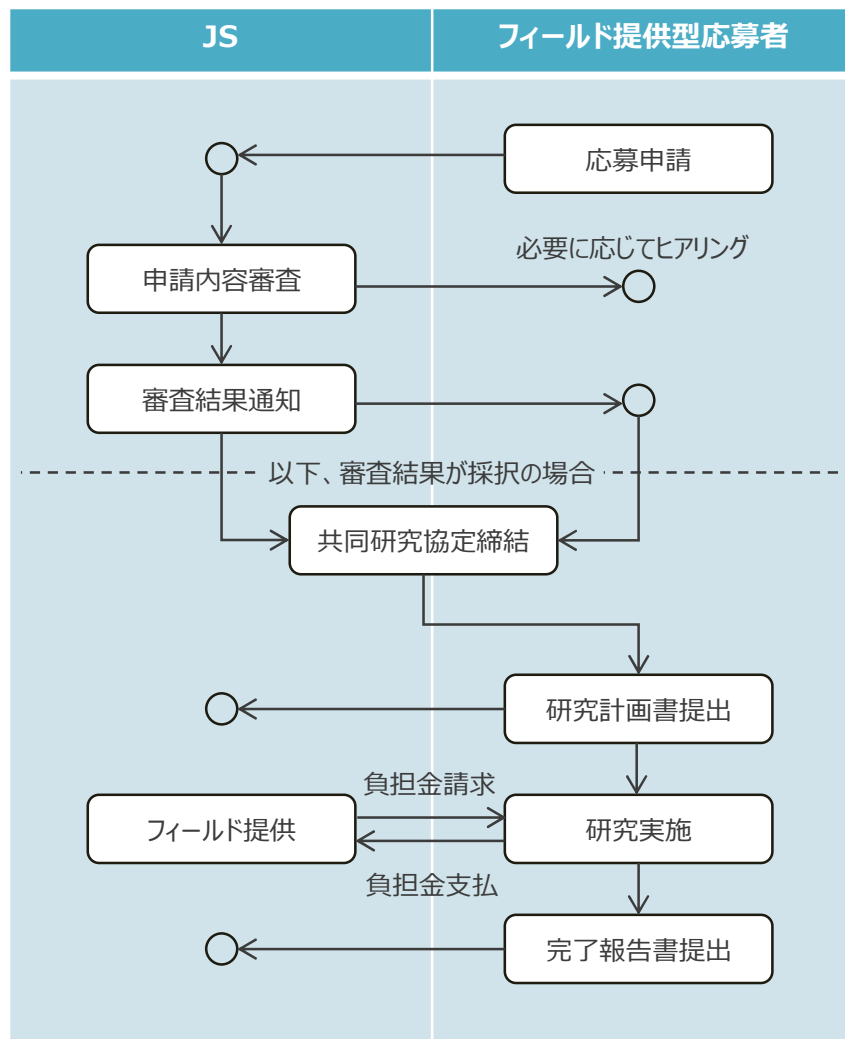 JS
フィールド提供型応募者
応募申請
必要に応じてヒアリング
申請内容審査
審査結果通知
以下、審査結果が採択の場合
共同研究協定締結
研究計画書提出
負担金請求
フィールド提供
研究実施
負担金支払
完了報告書提出